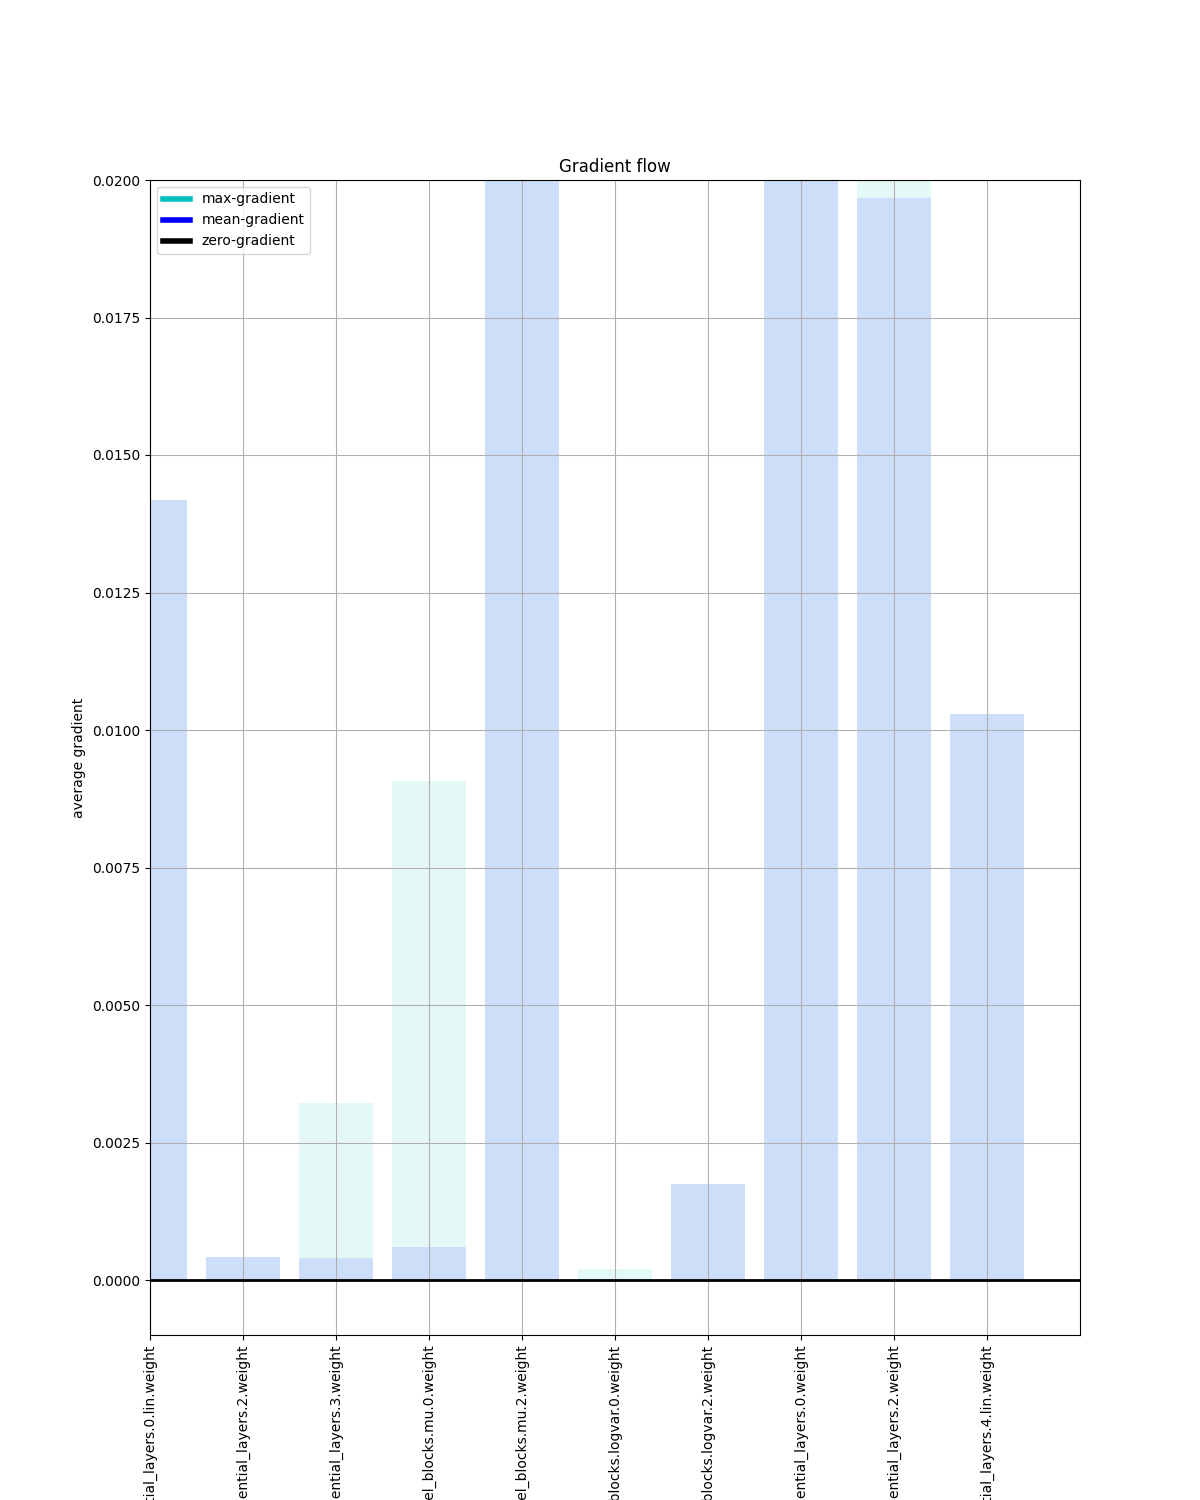 Gradient flow
max-gradient
mean-gradient
zero-gradient
0.0200
0.0175
0.0150
0.0125
0.0100
0.0075
0.0050
0.0025
0.0000
average gradient
tial_layers.0.lin.weight
ential_layers.2.weight
ential_layers.3.weight
el_blocks.mu.0.weight
el_blocks.mu.2.weight
blocks.logvar.0.weight
blocks.logvar.2.weight
ential_layers.0.weight
ential_layers.2.weight
tial_layers.4.lin.weight